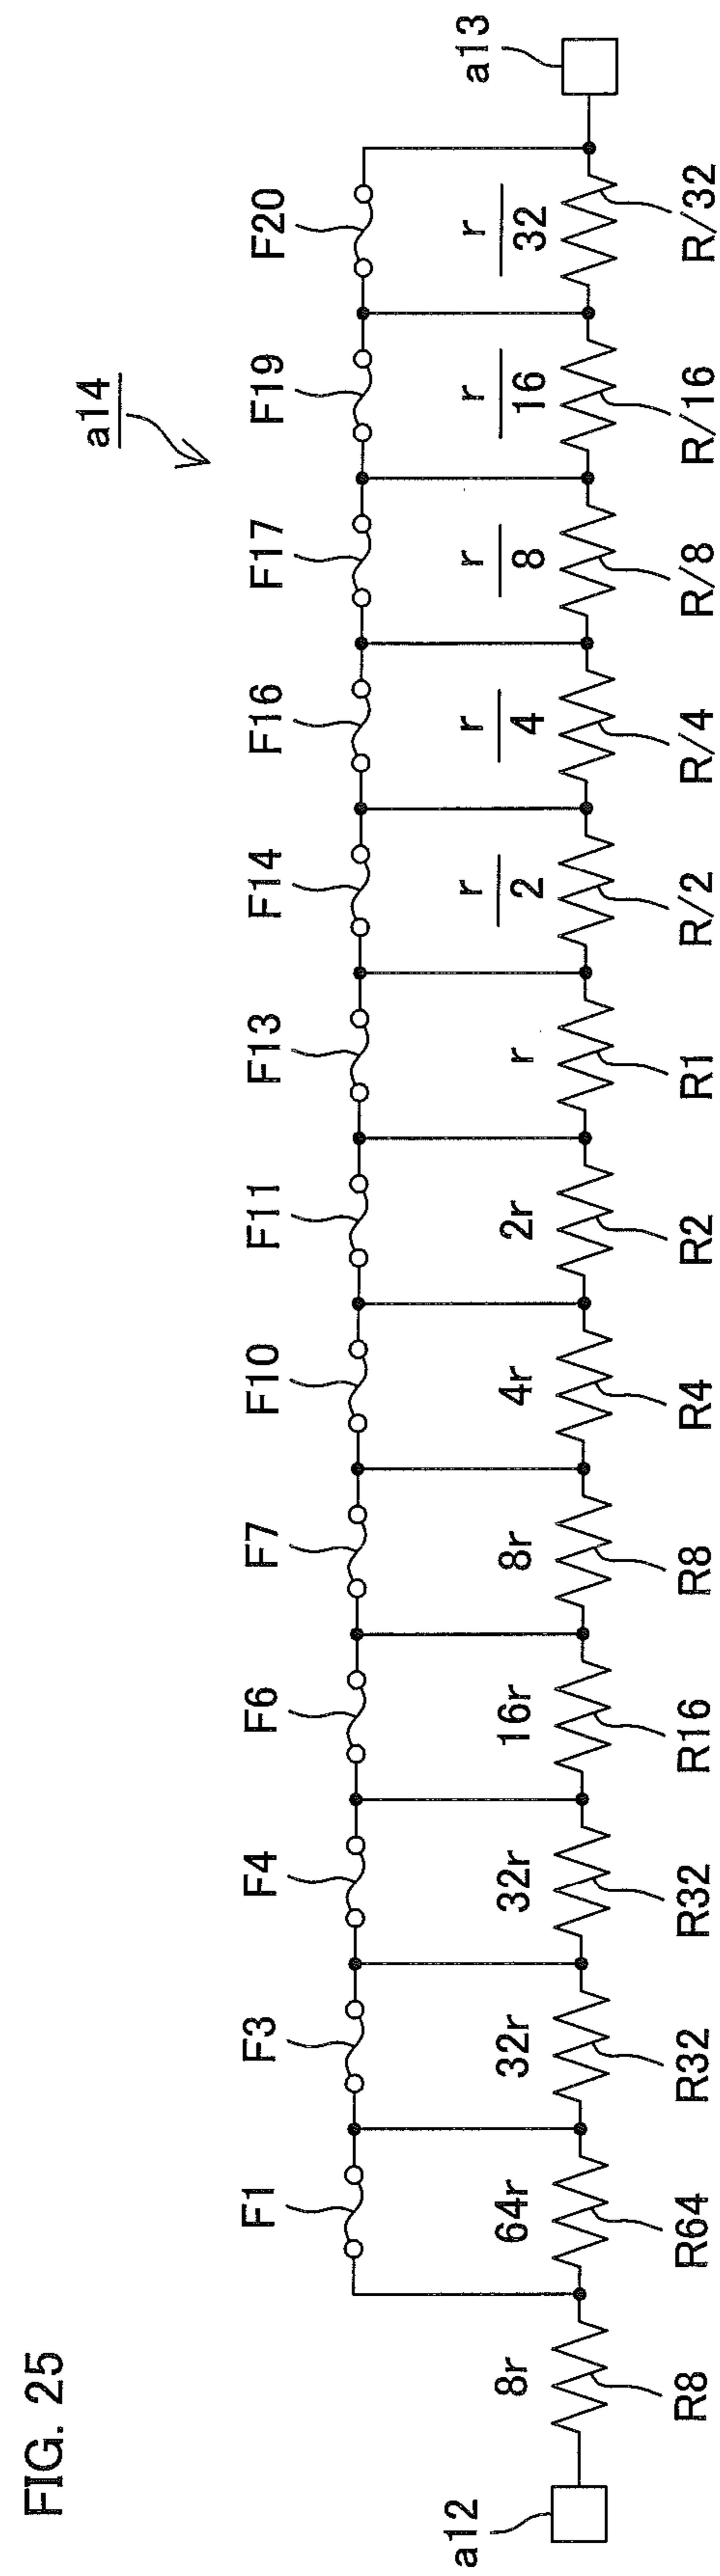 FIG. 25
a14
F1 F3 F4 F6 F7 F10 F11 F13 F14 F16 F17 F19 F20
8r 64r 32r 32r 16r 8r 4r 2r r r/2 r/4 r/8 r/16 r/32
a12 a13
R8 R64 R32 R32 R16 R8 R4 R2 R1 R/2 R/4 R/8 R/16 R/32